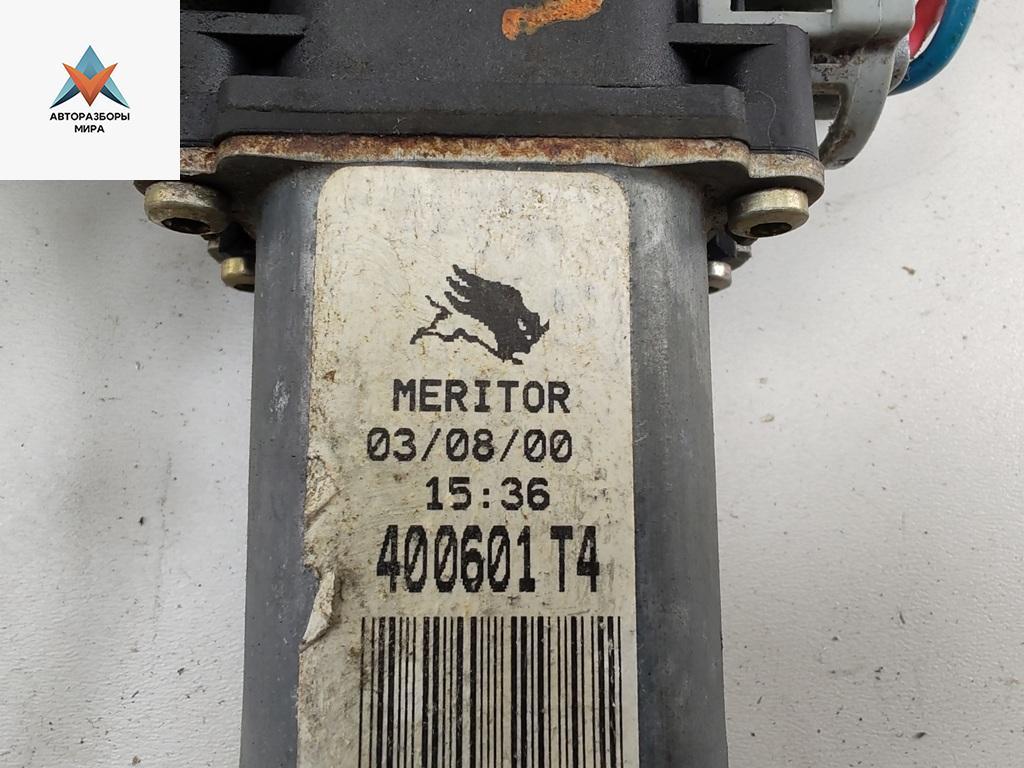 АВТОРАЗБОРЫ
МИРА
MERITOR
03/08/00
15:36
400601T4